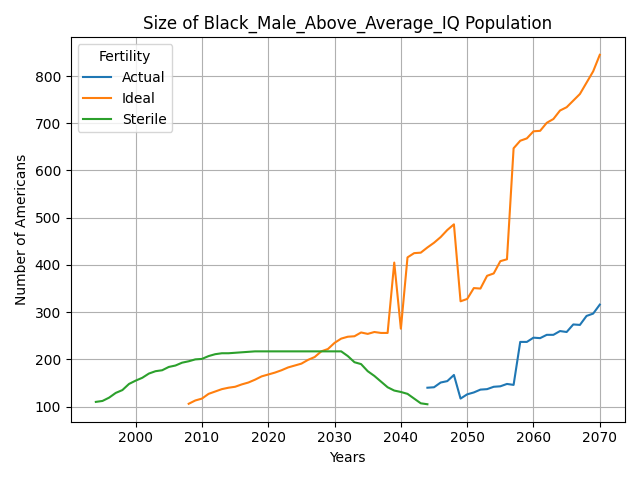 Size of Black_Male_Above_Average_IQ Population
Number of Americans
800
700
600
500
400
300
200
100
Fertility
Actual
Ideal
Sterile
2000 2010 2020 2030 2040 2050 2060 2070
Years